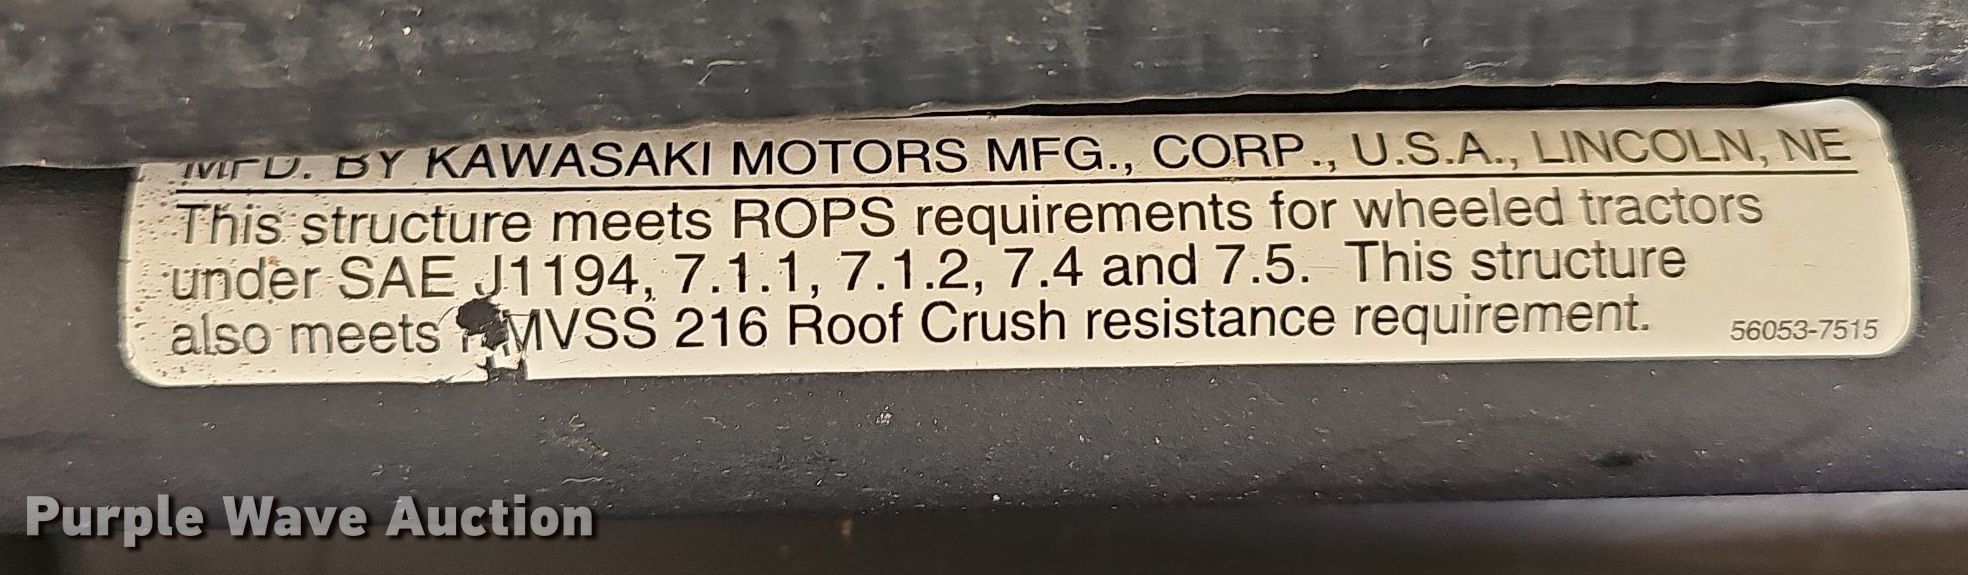 MFD. BY KAWASAKI MOTORS MFG., CORP., U.S.A., LINCOLN, NE
This structure meets ROPS requirements for wheeled tractors
under SAE J1194, 7.1.1, 7.1.2, 7.4 and 7.5. This structure
also meets FMVSS 216 Roof Crush resistance requirement.
56053-7515
Purple Wave Auction